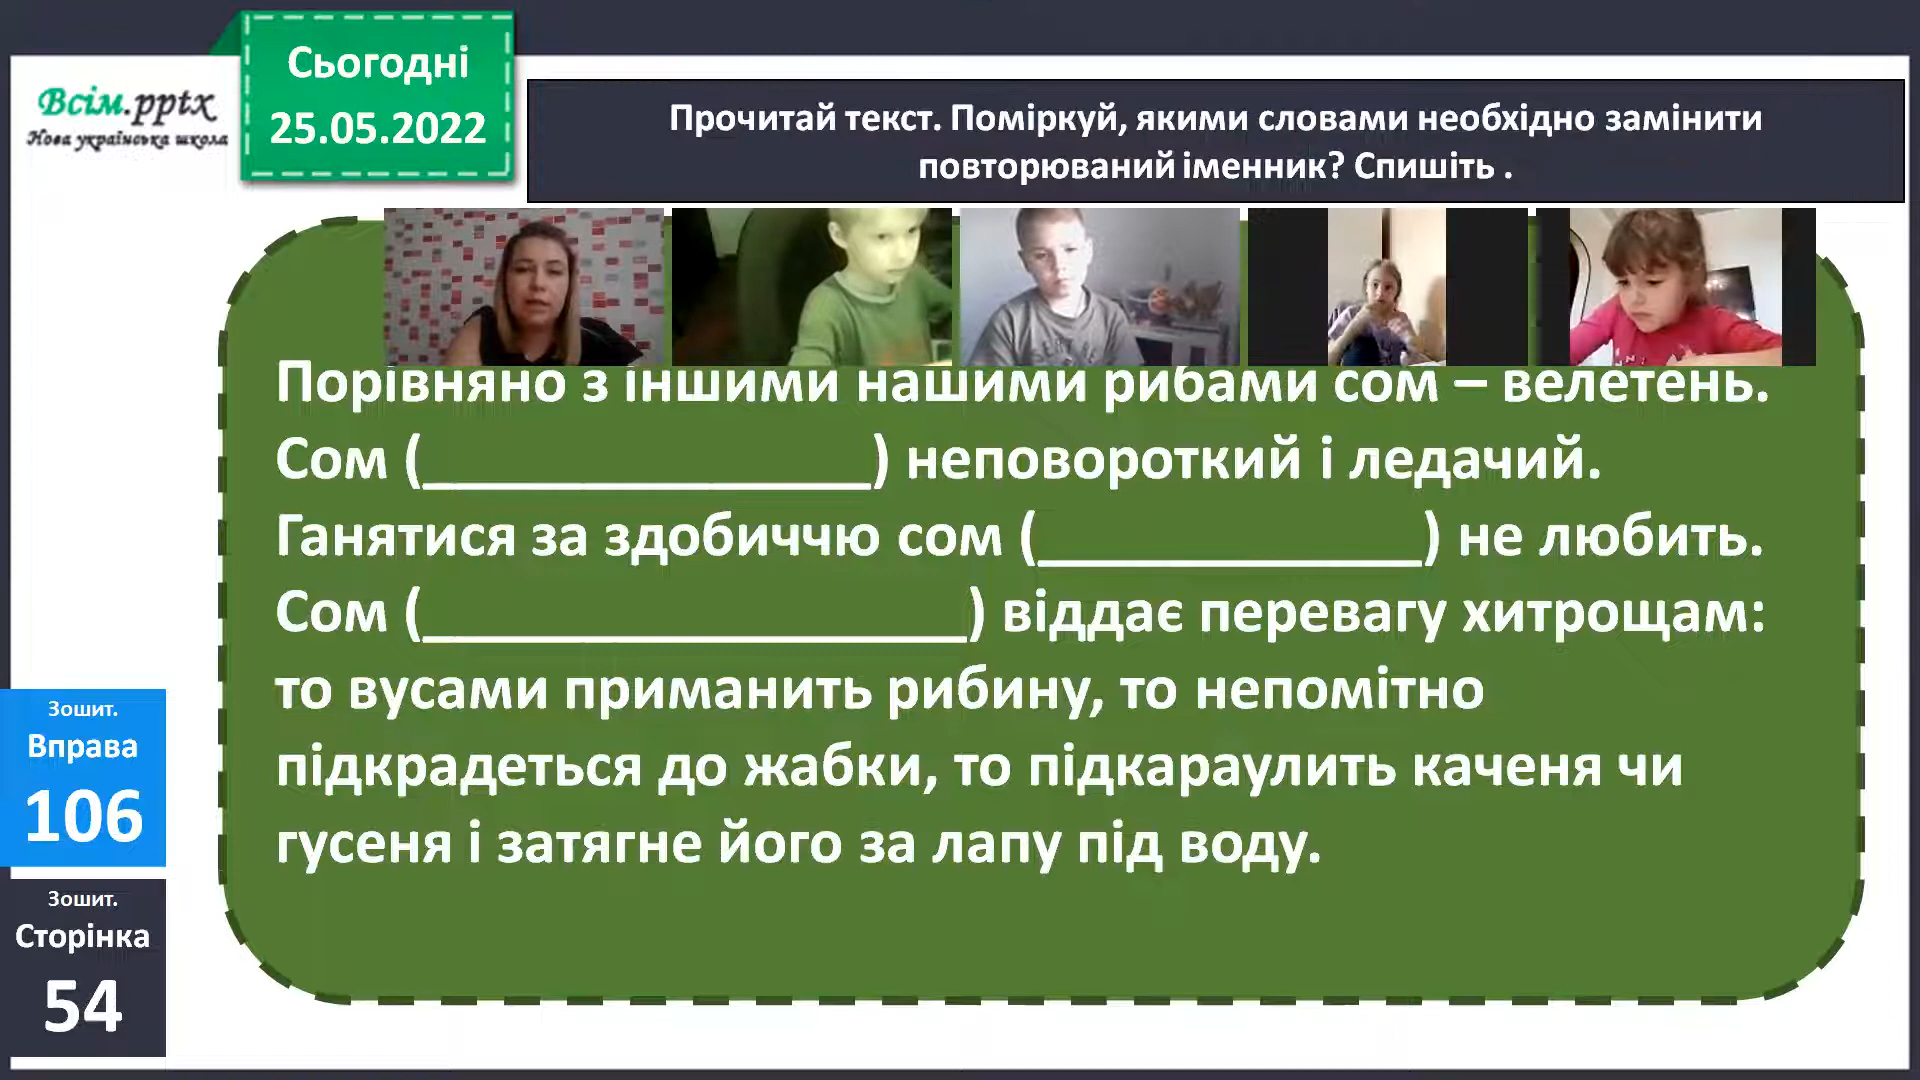 Сьогодні
25.05.2022
Всім.pptx
Нова українська школа
Прочитай текст. Поміркуй, якими словами необхідно замінити
повторюваний іменник? Спишіть .
Порівняно з іншими нашими рибами сом – велетень.
Сом (______________) неповороткий і ледачий.
Ганятися за здобиччю сом (____________) не любить.
Сом (_________________) віддає перевагу хитрощам:
то вусами приманить рибину, то непомітно
підкрадеться до жабки, то підкараулить каченя чи
гусеня і затягне його за лапу під воду.
Зошит.
Вправа
106
Зошит.
Сторінка
54